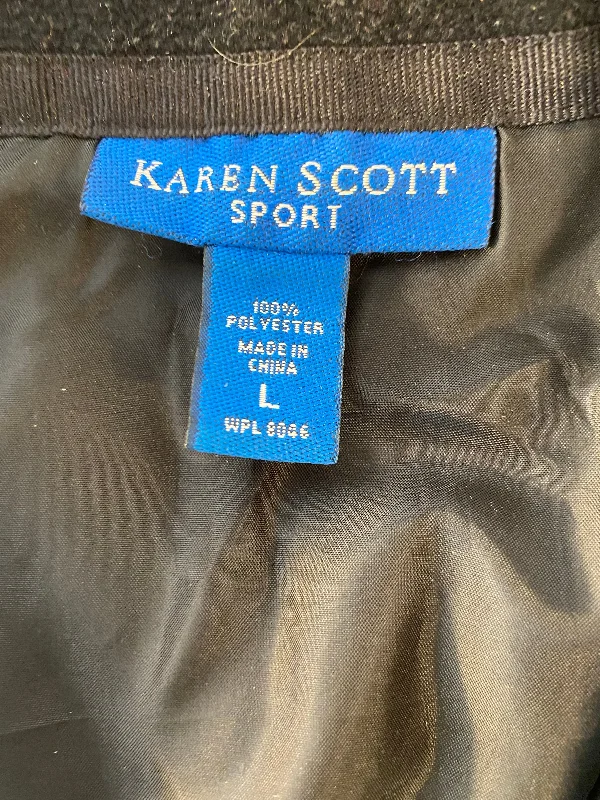 KAREN SCOTT
SPORT
100%
POLYESTER
MADE IN
CHINA
L
WPL 8046